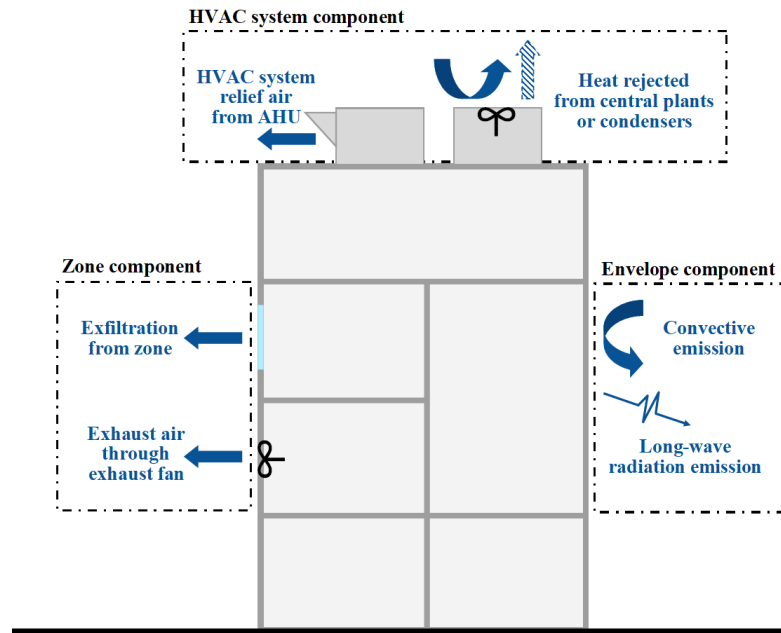 HVAC system component
HVAC system
relief air
from AHU
Heat rejected
from central plants
or condensers
Zone component
Exfiltration
from zone
Exhaust air
through
exhaust fan
Envelope component
Convective
emission
Long-wave
radiation emission